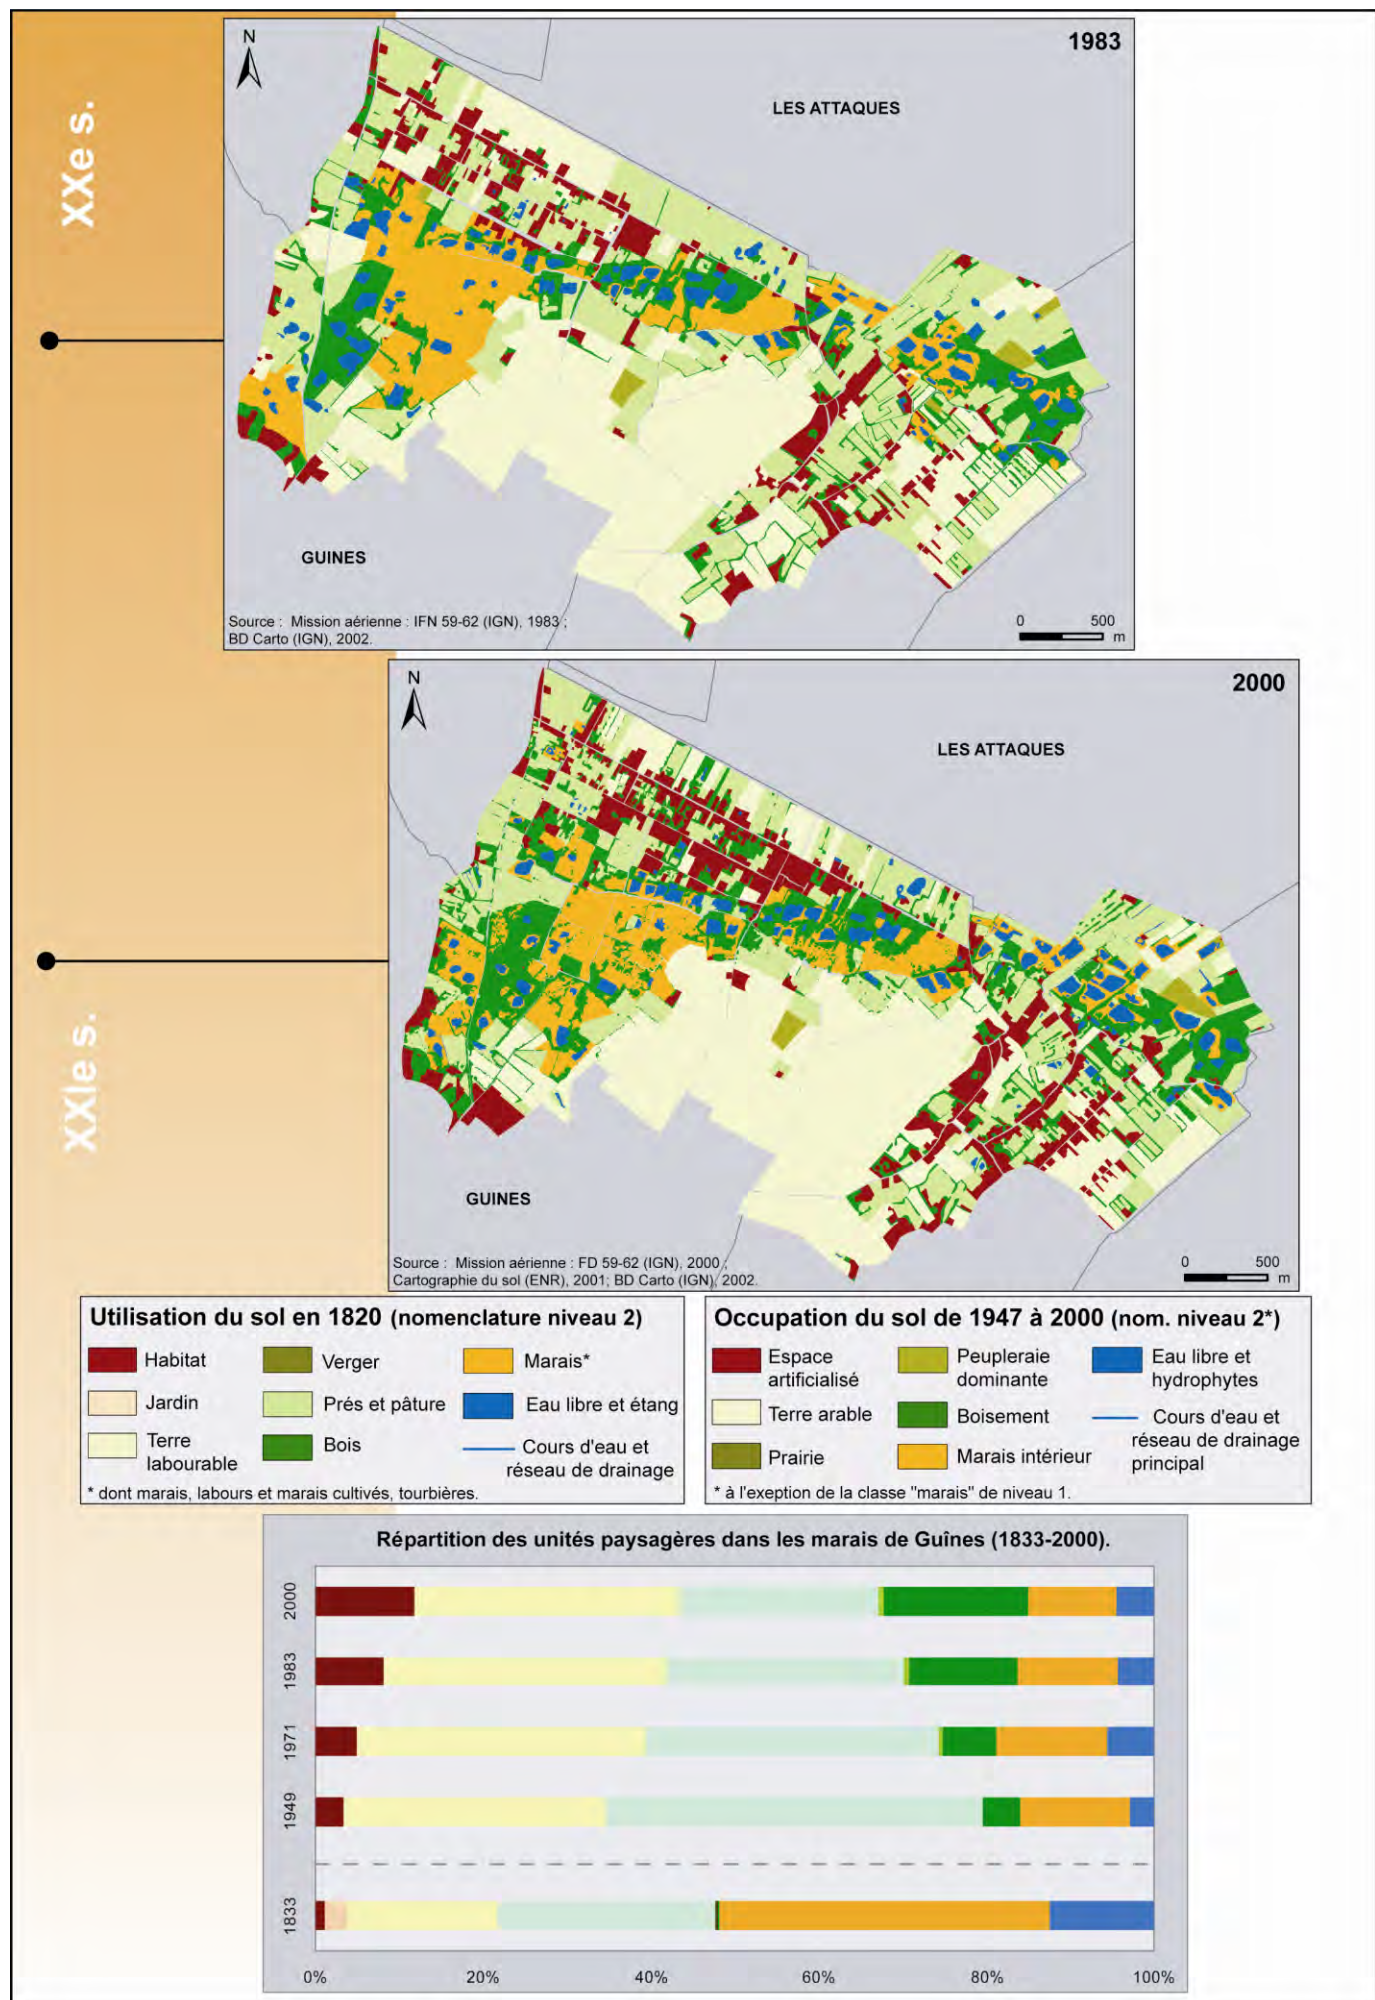 XXe s.
N
1983
LES ATTAQUES
GUINES
Source : Mission aérienne : IFN 59-62 (IGN), 1983 ;
BD Carto (IGN), 2002.
0 500
m
XXIe s.
N
2000
LES ATTAQUES
GUINES
Source : Mission aérienne : FD 59-62 (IGN), 2000 ;
Cartographie du sol (ENR), 2001; BD Carto (IGN), 2002.
0 500
m
Utilisation du sol en 1820 (nomenclature niveau 2)
Habitat
Jardin
Terre
labourable
Verger
Prés et pâture
Bois
Marais*
Eau libre et étang
Cours d'eau et
réseau de drainage
* dont marais, labours et marais cultivés, tourbières.
Occupation du sol de 1947 à 2000 (nom. niveau 2*)
Espace
artificialisé
Terre arable
Prairie
Peupleraie
dominante
Boisement
Marais intérieur
Eau libre et
hydrophytes
Cours d'eau et
réseau de drainage
principal
* à l'exeption de la classe "marais" de niveau 1.
Répartition des unités paysagères dans les marais de Guînes (1833-2000).
2000
1983
1971
1949
1833
0% 20% 40% 60% 80% 100%